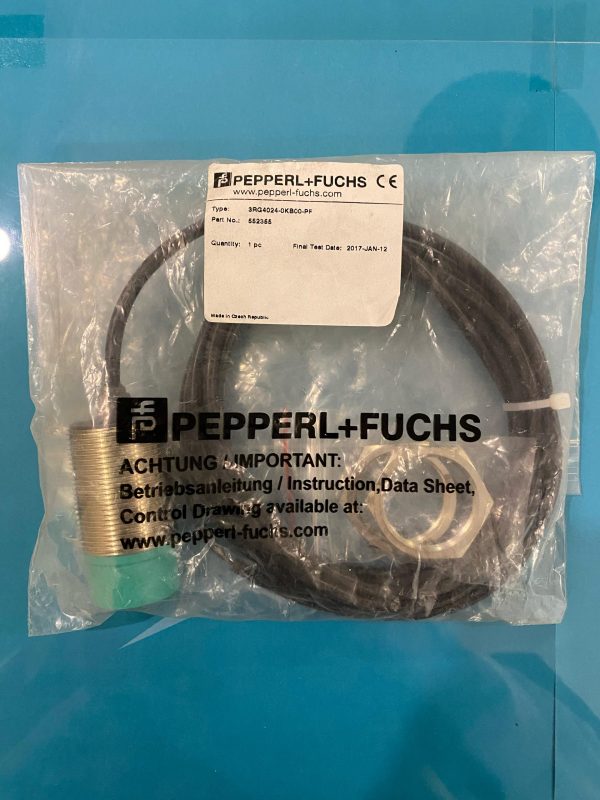 PEPPERL+FUCHS CE
www.pepperl-fuchs.com
Type: 3RG4024-0KB00-PF
Part No.: 552355
Quantity: 1 pc Final Test Date: 2017-JAN-12
Made in Czech Republic
PEPPERL+FUCHS
ACHTUNG / IMPORTANT:
Betriebsanleitung / Instruction,Data Sheet,
Control Drawing available at:
www.pepperl-fuchs.com